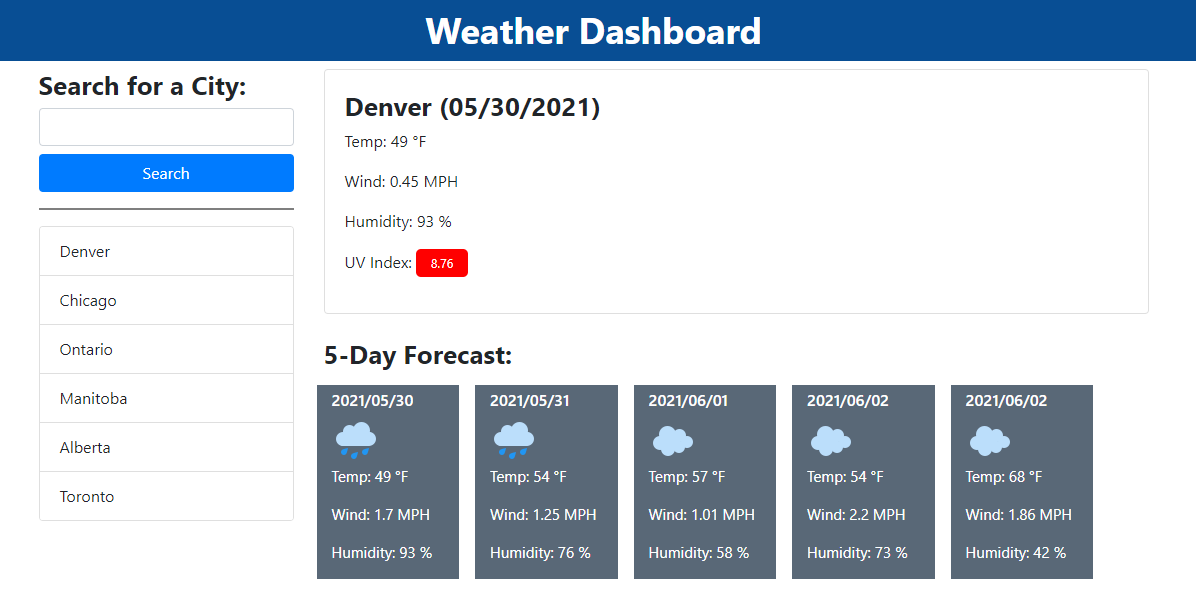 Weather Dashboard
Search for a City:
Search
Denver
Chicago
Ontario
Manitoba
Alberta
Toronto
Denver (05/30/2021)
Temp: 49 °F
Wind: 0.45 MPH
Humidity: 93 %
UV Index: 8.76
5-Day Forecast:
2021/05/30
Temp: 49 °F
Wind: 1.7 MPH
Humidity: 93 %
2021/05/31
Temp: 54 °F
Wind: 1.25 MPH
Humidity: 76 %
2021/06/01
Temp: 57 °F
Wind: 1.01 MPH
Humidity: 58 %
2021/06/02
Temp: 54 °F
Wind: 2.2 MPH
Humidity: 73 %
2021/06/02
Temp: 68 °F
Wind: 1.86 MPH
Humidity: 42 %